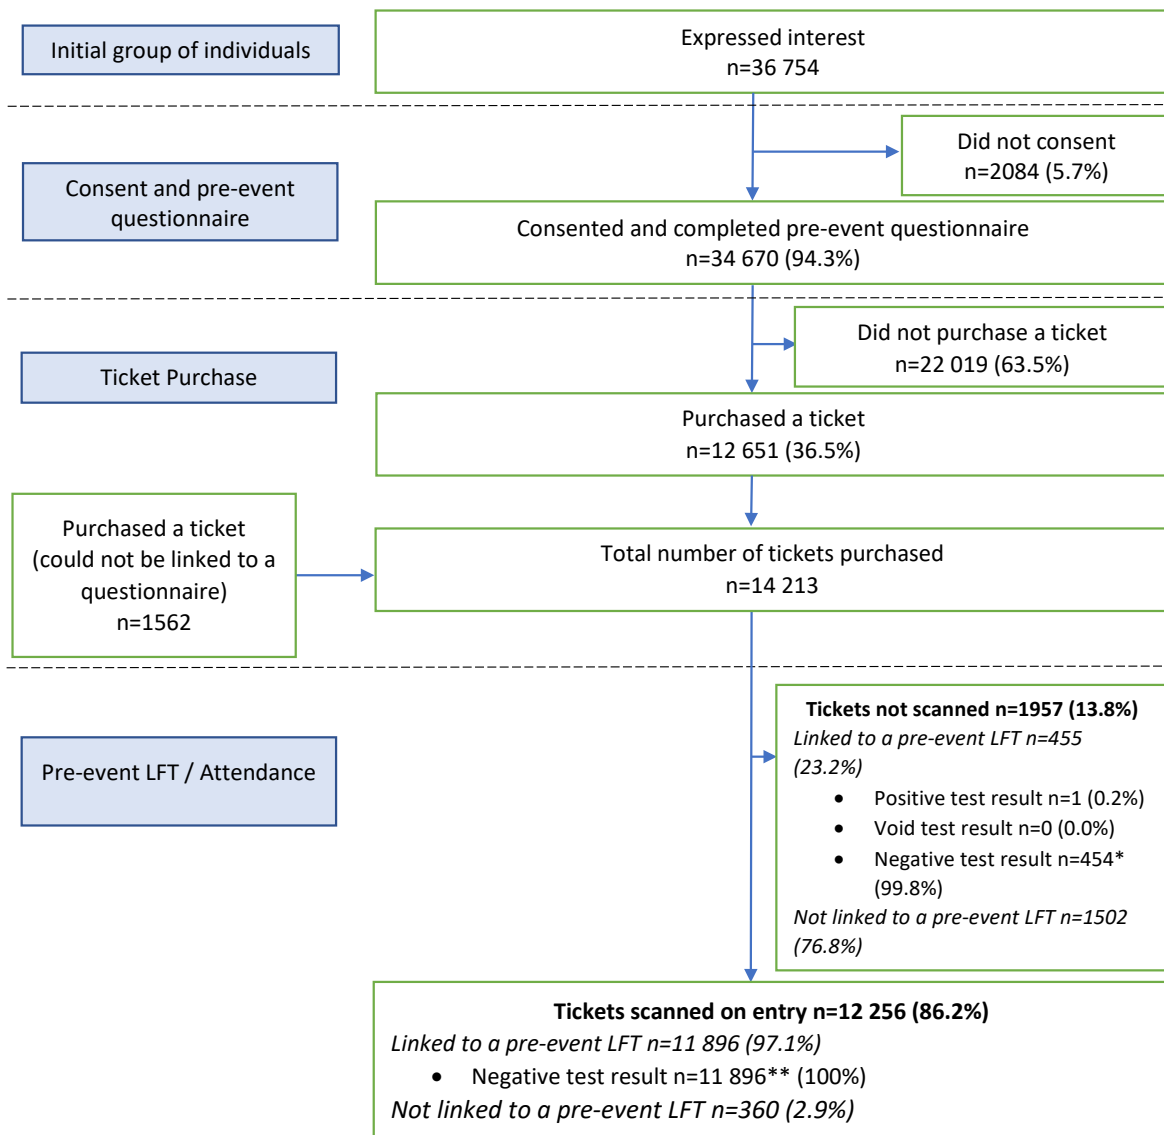 Initial group of individuals
Expressed interest
n=36 754
Did not consent
n=2084 (5.7%)
Consent and pre-event
questionnaire
Consented and completed pre-event questionnaire
n=34 670 (94.3%)
Did not purchase a ticket
n=22 019 (63.5%)
Ticket Purchase
Purchased a ticket
n=12 651 (36.5%)
Purchased a ticket
(could not be linked to a
questionnaire)
n=1562
Total number of tickets purchased
n=14 213
Tickets not scanned n=1957 (13.8%)
Linked to a pre-event LFT n=455
(23.2%)
• Positive test result n=1 (0.2%)
• Void test result n=0 (0.0%)
• Negative test result n=454*
(99.8%)
Not linked to a pre-event LFT n=1502
(76.8%)
Pre-event LFT / Attendance
Tickets scanned on entry n=12 256 (86.2%)
Linked to a pre-event LFT n=11 896 (97.1%)
• Negative test result n=11 896** (100%)
Not linked to a pre-event LFT n=360 (2.9%)